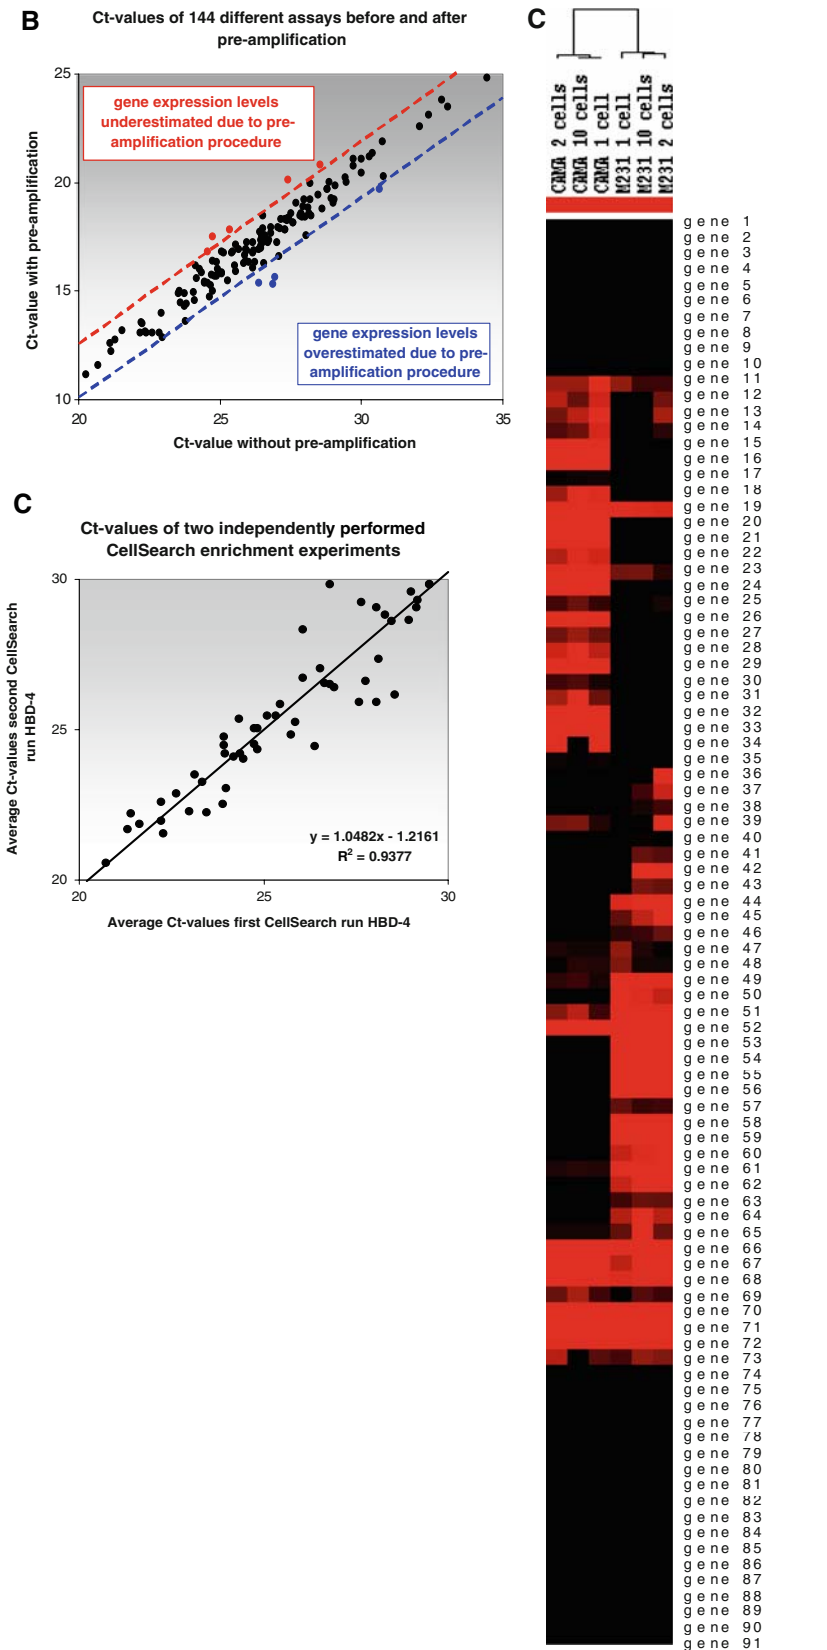 B
Ct-values of 144 different assays before and after
pre-amplification
Ct-value with pre-amplification
25
20
15
10
gene expression levels
underestimated due to pre-
amplification procedure
gene expression levels
overestimated due to pre-
amplification procedure
20
25
30
35
Ct-value without pre-amplification
C
Ct-values of two independently performed
CellSearch enrichment experiments
Average Ct-values second CellSearch
run HBD-4
30
25
20
y = 1.0482x - 1.2161
R² = 0.9377
20
25
30
Average Ct-values first CellSearch run HBD-4
C
CAMA 2 cells
CAMA 10 cells
CAMA 1 cell
M231 1 cell
M231 10 cells
M231 2 cells
gene 1
gene 2
gene 3
gene 4
gene 5
gene 6
gene 7
gene 8
gene 9
gene 10
gene 11
gene 12
gene 13
gene 14
gene 15
gene 16
gene 17
gene 18
gene 19
gene 20
gene 21
gene 22
gene 23
gene 24
gene 25
gene 26
gene 27
gene 28
gene 29
gene 30
gene 31
gene 32
gene 33
gene 34
gene 35
gene 36
gene 37
gene 38
gene 39
gene 40
gene 41
gene 42
gene 43
gene 44
gene 45
gene 46
gene 47
gene 48
gene 49
gene 50
gene 51
gene 52
gene 53
gene 54
gene 55
gene 56
gene 57
gene 58
gene 59
gene 60
gene 61
gene 62
gene 63
gene 64
gene 65
gene 66
gene 67
gene 68
gene 69
gene 70
gene 71
gene 72
gene 73
gene 74
gene 75
gene 76
gene 77
gene 78
gene 79
gene 80
gene 81
gene 82
gene 83
gene 84
gene 85
gene 86
gene 87
gene 88
gene 89
gene 90
gene 91